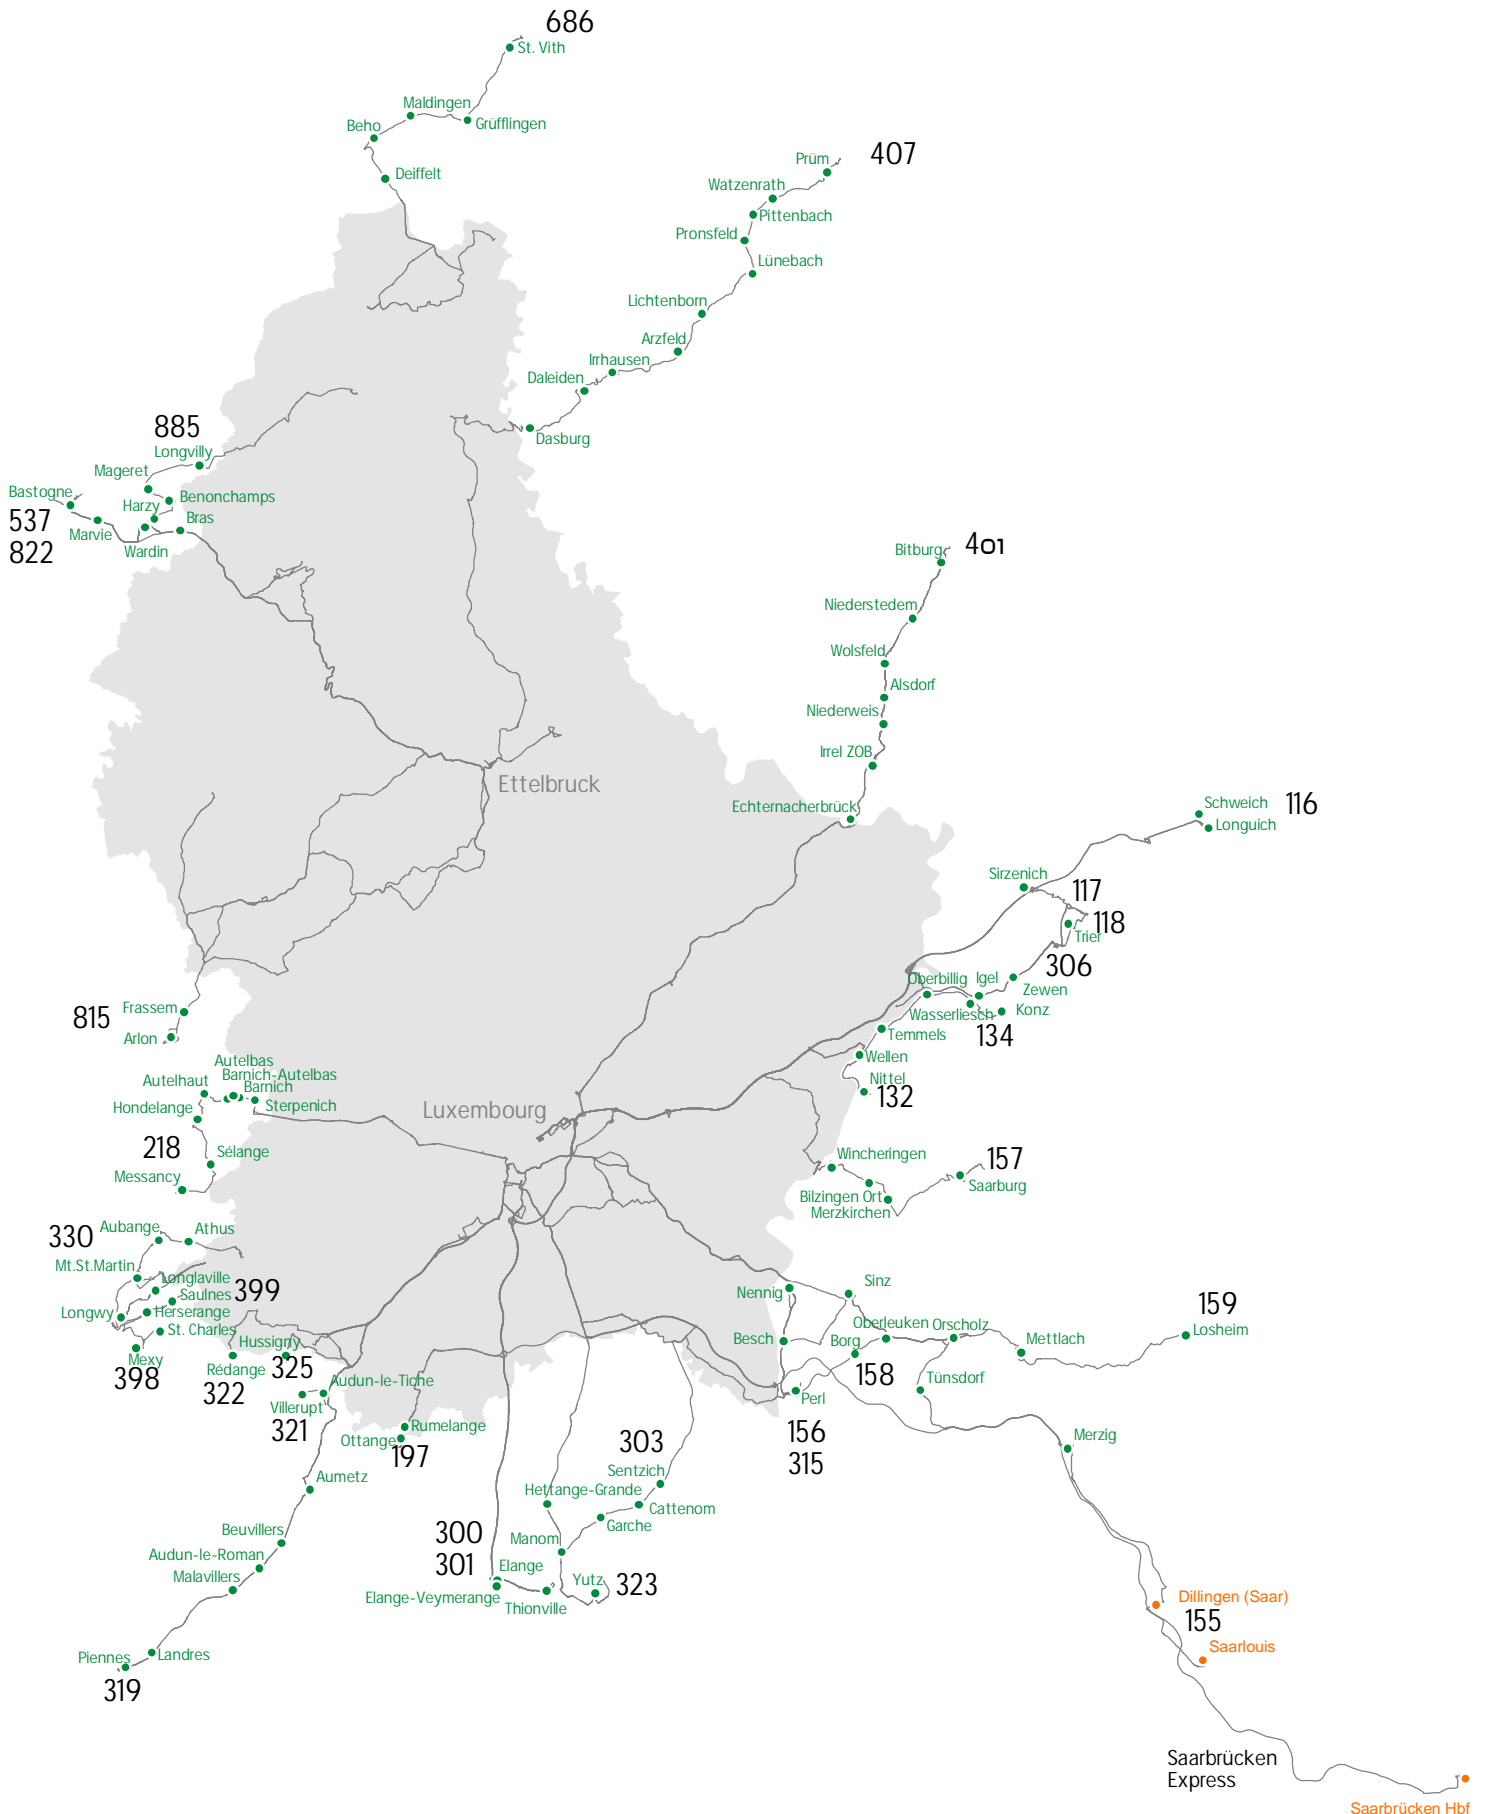 686
St. Vith
Maldingen
Grüfflingen
Beho
Deiffelt
Prüm
407
Watzenrath
Pittenbach
Pronsfeld
Lünebach
Lichtenborn
Arzfeld
Irrhausen
Daleiden
Dasburg
885
Longvilly
Mageret
Bastogne
Benonchamps
Harzy
537
Bras
Marvie
Wardin
822
Bitburg
401
Niederstedem
Wolsfeld
Alsdorf
Niederweis
Irrel ZOB
Ettelbruck
Echternacherbrück
Schweich
116
Longuich
Sirzenich
117
118
Trier
306
Oberbillig
Igel
Zewen
Wasserliesch
Konz
134
Temmels
Wellen
Nittel
132
Frassem
815
Arlon
Autelbas
Barnich-Autelbas
Autelhaut
Barnich
Hondelange
Sterpenich
Luxembourg
218
Sélange
Messancy
Wincheringen
157
Saarburg
Bilzingen Ort
Merzkirchen
Aubange
Athus
330
Mt.St.Martin
Longlaville
Saulnes
399
Longwy
Herserange
St. Charles
Hussigny
Mexy
398
Rédange
325
322
Audun-le-Tiche
Villerupt
321
Rumelange
Ottange
197
Nennig
Sinz
Besch
Borg
Oberleuken
Orscholz
Mettlach
159
Losheim
158
Tünsdorf
Perl
156
315
Merzig
303
Sentzich
Hettange-Grande
Cattenom
Garche
Aumetz
Beuvillers
Audun-le-Roman
Malavillers
300
301
Manom
Elange
Yutz
323
Elange-Veymerange
Thionville
Piennes
Landres
319
Dillingen (Saar)
155
Saarlouis
Saarbrücken
Express
Saarbrücken Hbf